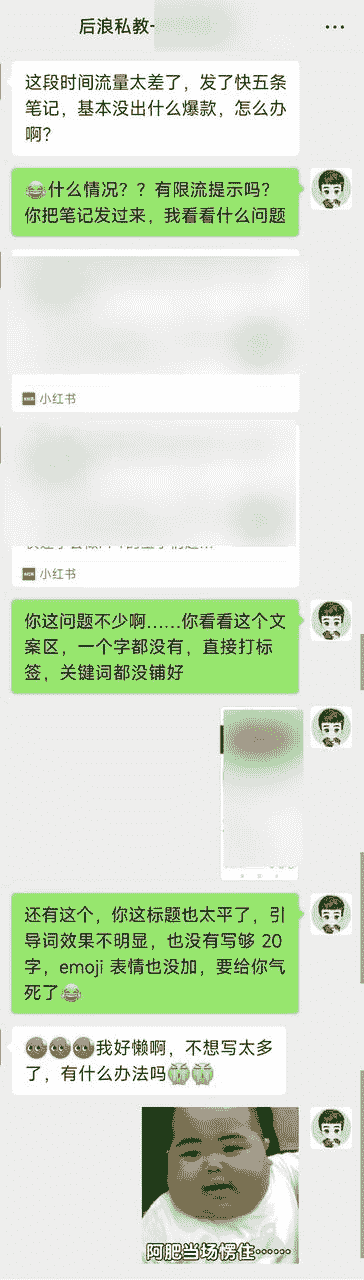 后浪私教-
这段时间流量太差了，发了快五条
笔记，基本没出什么爆款，怎么办
啊？
😂什么情况？？有限流提示吗？
你把笔记发过来，我看看什么问题
小红书
小红书
你这问题不少啊……你看看这个文
案区，一个字都没有，直接打标
签，关键词都没铺好
还有这个，你这标题也太平了，引
导词效果不明显，也没有写够 20
字，emoji 表情也没加，要给你气
死了😂
🌚🌚🌚我好懒啊，不想写太多
了，有什么办法吗
阿肥当场愣住……